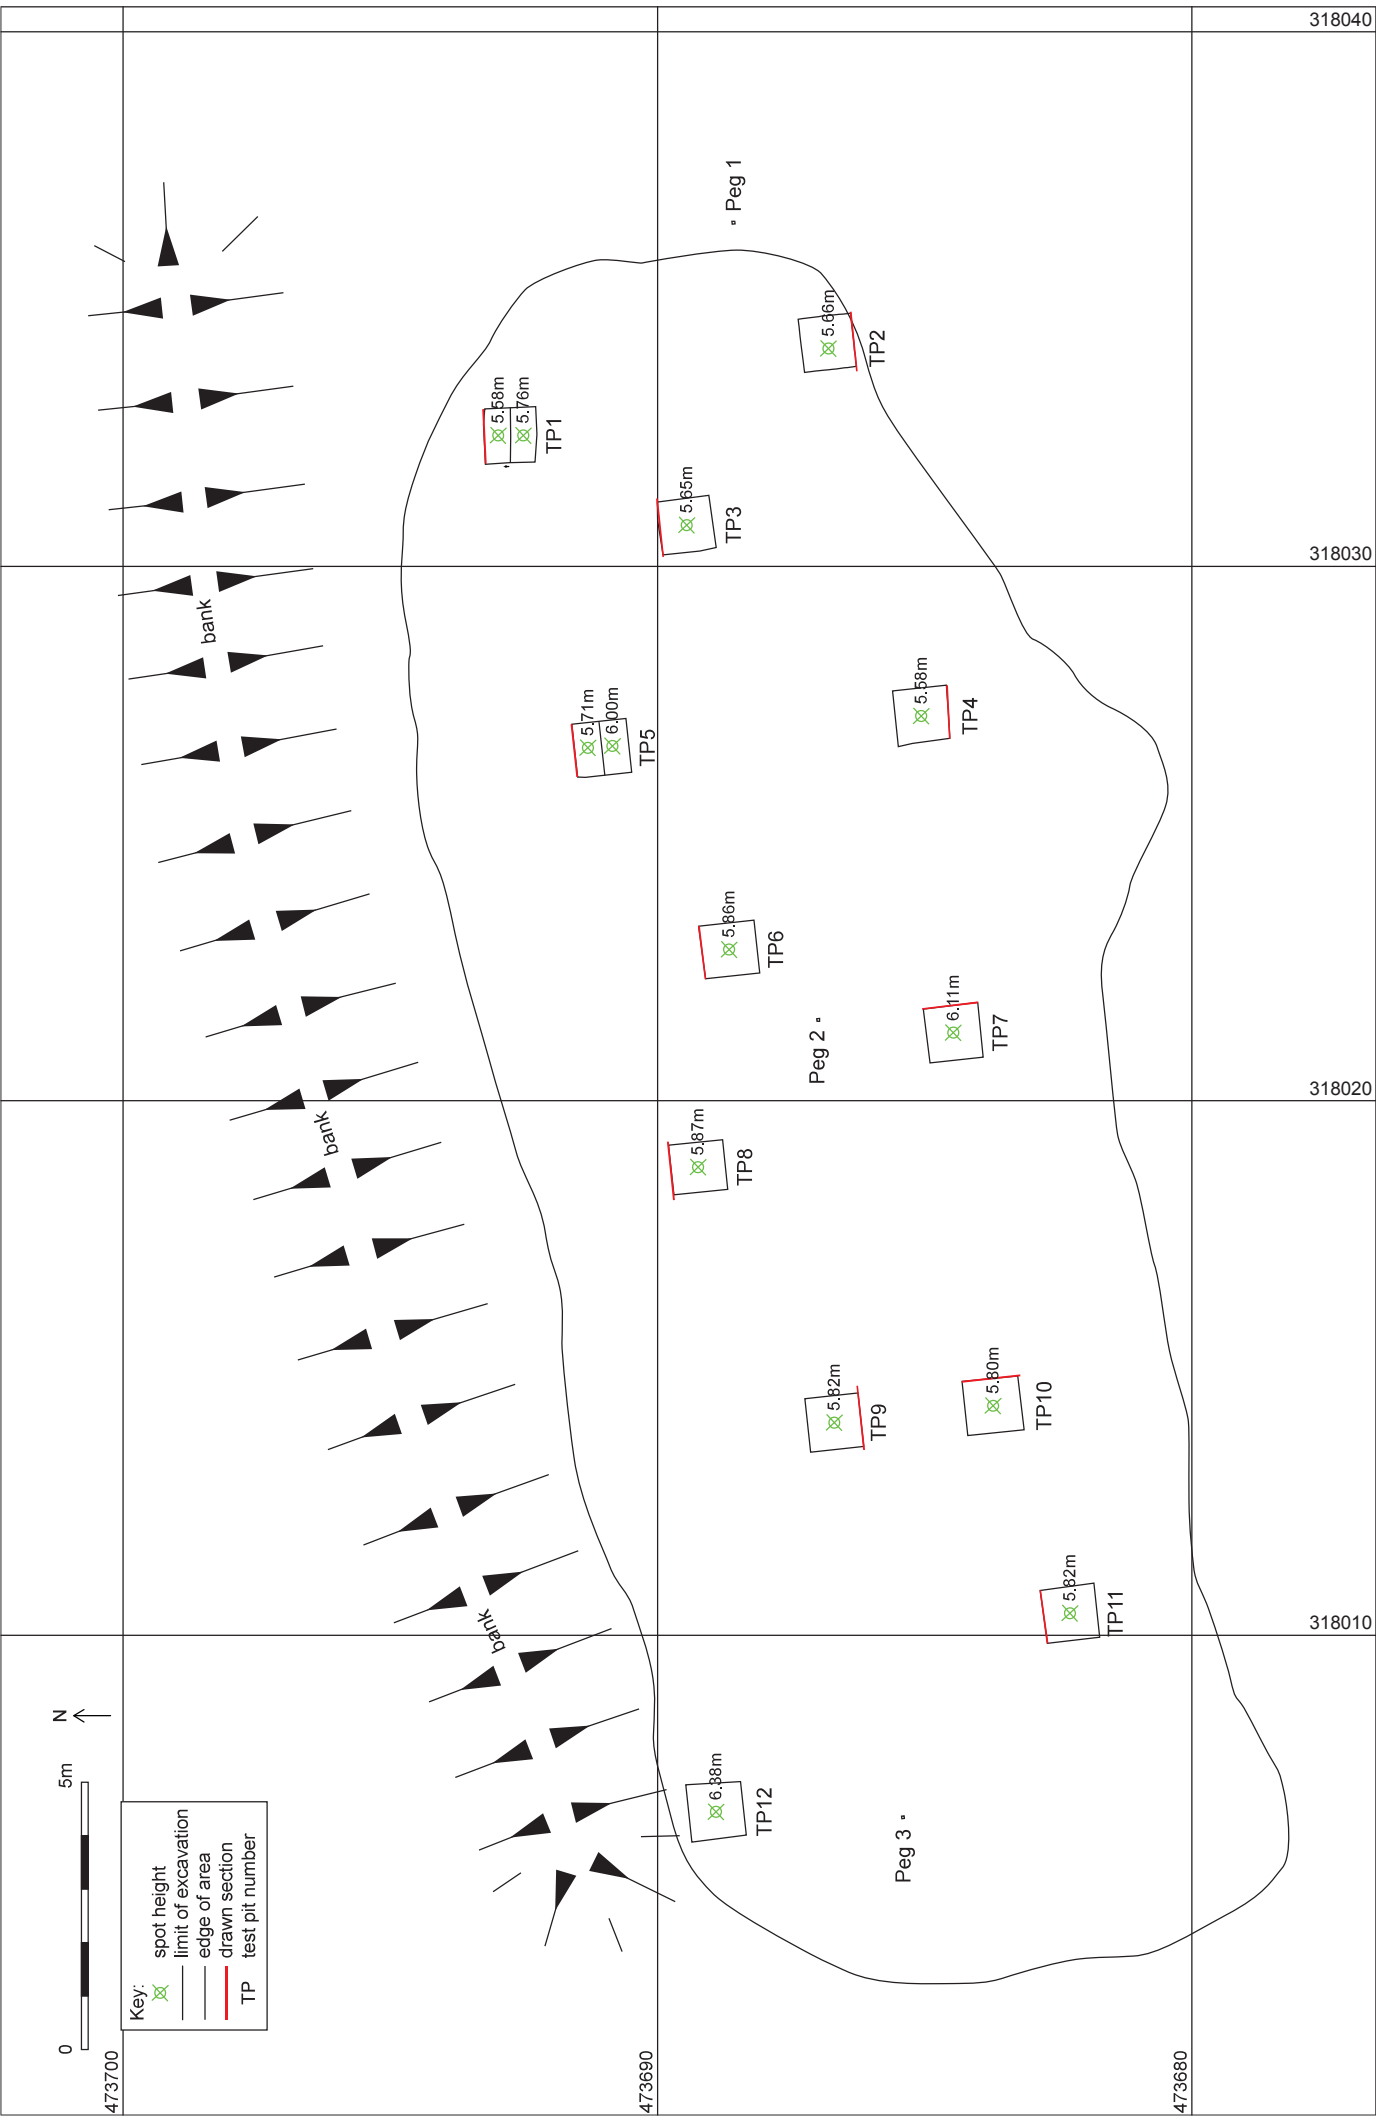 318040
Peg 1
5.66m
TP2
5.58m
5.76m
TP1
5.65m
TP3
318030
bank
5.58m
TP4
5.71m
6.00m
TP5
5.86m
TP6
6.11m
TP7
Peg 2
318020
bank
5.87m
TP8
5.82m
TP9
5.80m
TP10
5.82m
TP11
318010
bank
N
0
5m
6.38m
TP12
Peg 3
Key:
spot height
limit of excavation
edge of area
drawn section
TP test pit number
473700
473690
473680